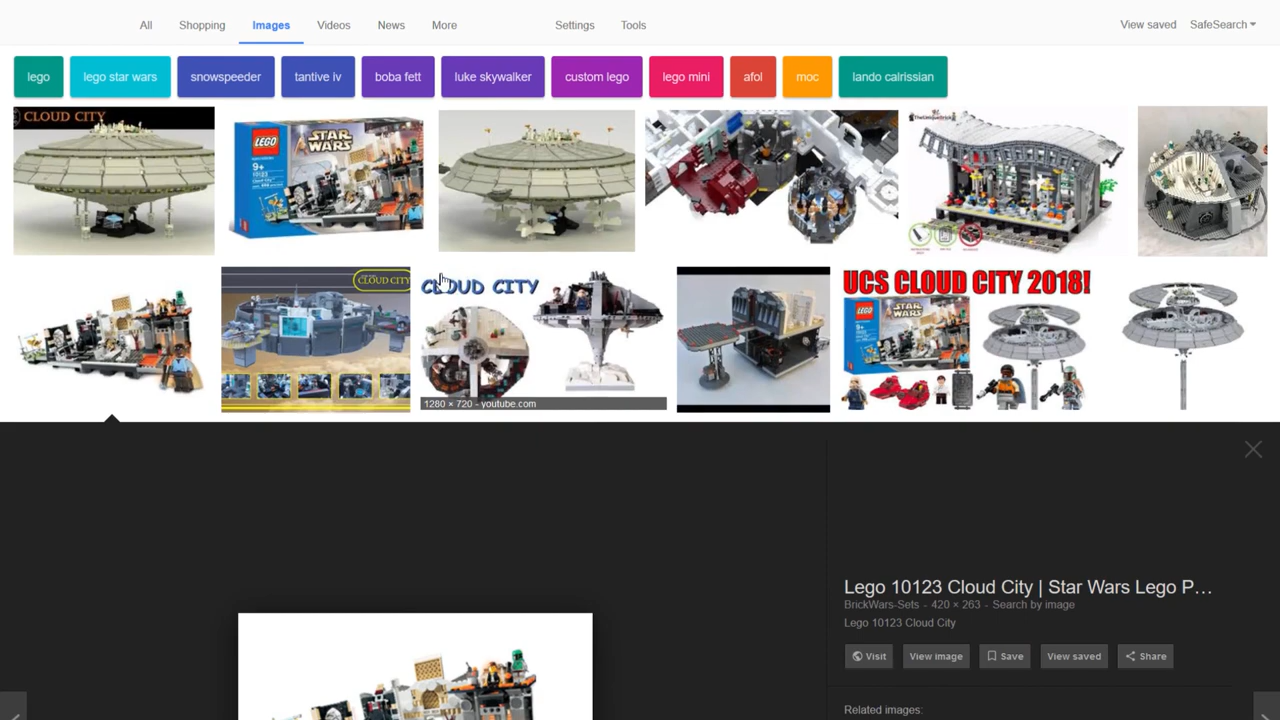 All Shopping Images Videos News More Settings Tools View saved SafeSearch
lego lego star wars snowspeeder tantive iv boba fett luke skywalker custom lego lego mini afol moc lando calrissian
CLOUD CITY
LEGO
STAR WARS
9+
10123
TheUniqueBrick
CLOUD CITY
CLOUD CITY
1280 × 720 - youtube.com
UCS CLOUD CITY 2018!
LEGO
STAR WARS
9+
Lego 10123 Cloud City | Star Wars Lego P…
BrickWars-Sets - 420 × 263 - Search by image
Lego 10123 Cloud City
Visit View image Save View saved Share
Related images: